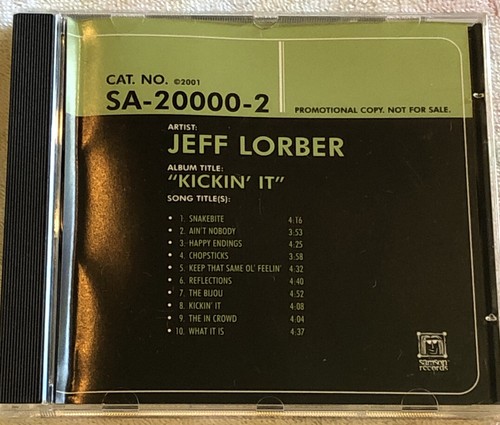 CAT. NO. ©2001
SA-20000-2
PROMOTIONAL COPY. NOT FOR SALE.
ARTIST:
JEFF LORBER
ALBUM TITLE:
"KICKIN' IT"
SONG TITLE(S):
• 1. SNAKEBITE 4:16
• 2. AIN'T NOBODY 3:53
• 3. HAPPY ENDINGS 4:25
• 4. CHOPSTICKS 3:58
• 5. KEEP THAT SAME OL' FEELIN' 4:32
• 6. REFLECTIONS 4:40
• 7. THE BIJOU 4:52
• 8. KICKIN' IT 4:08
• 9. THE IN CROWD 4:04
• 10. WHAT IT IS 4:37
samson
records